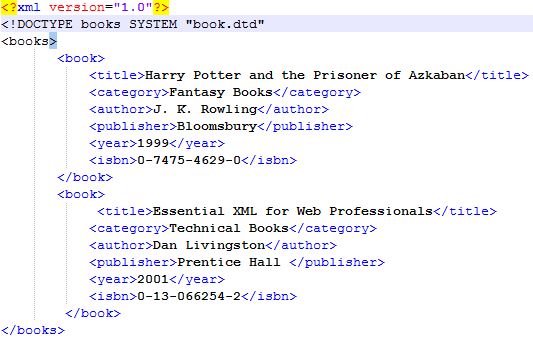 <?xml version="1.0"?>
<!DOCTYPE books SYSTEM "book.dtd"
<books>
<book>
<title>Harry Potter and the Prisoner of Azkaban</title>
<category>Fantasy Books</category>
<author>J. K. Rowling</author>
<publisher>Bloomsbury</publisher>
<year>1999</year>
<isbn>0-7475-4629-0</isbn>
</book>
<book>
<title>Essential XML for Web Professionals</title>
<category>Technical Books</category>
<author>Dan Livingston</author>
<publisher>Prentice Hall </publisher>
<year>2001</year>
<isbn>0-13-066254-2</isbn>
</book>
</books>